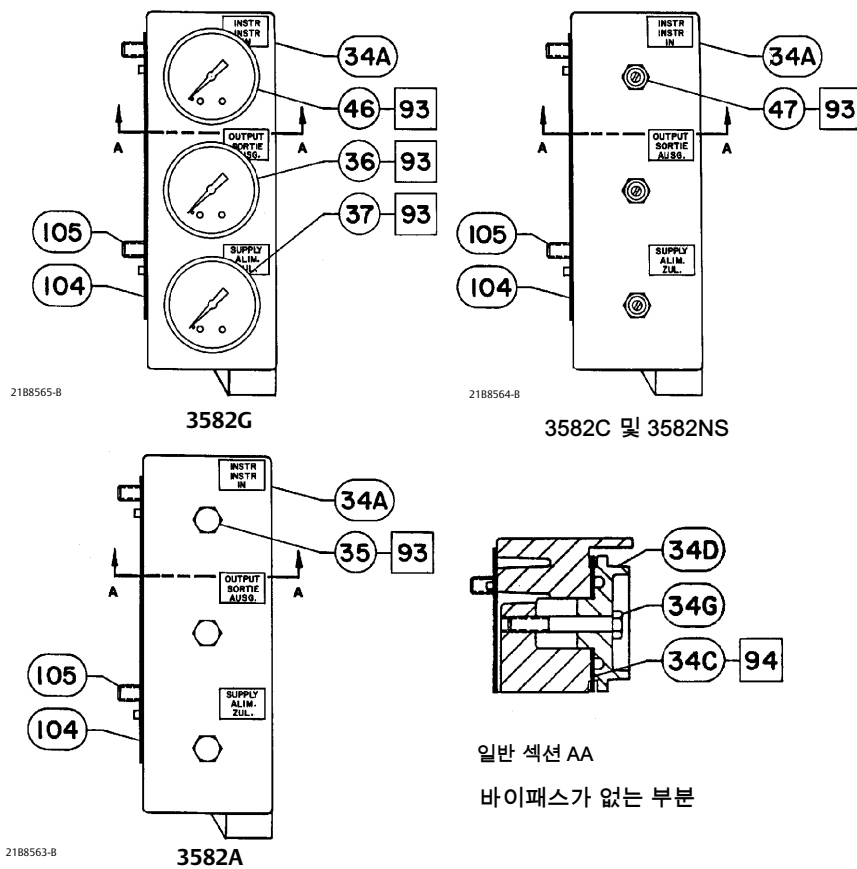 INSTR
INSTR
IN
34A
46
93
A
A
OUTPUT
SORTIE
AUSG.
36
93
37
93
105
SUPPLY
ALIM.
ZUL.
104
21B8565-B
3582G
INSTR
INSTR
IN
34A
47
93
A
A
OUTPUT
SORTIE
AUSG.
105
SUPPLY
ALIM.
ZUL.
104
21B8564-B
3582C 및 3582NS
INSTR
INSTR
IN
34A
35
93
A
A
OUTPUT
SORTIE
AUSG.
105
SUPPLY
ALIM.
ZUL.
104
21B8563-B
3582A
34D
34G
34C
94
일반 섹션 AA
바이패스가 없는 부분